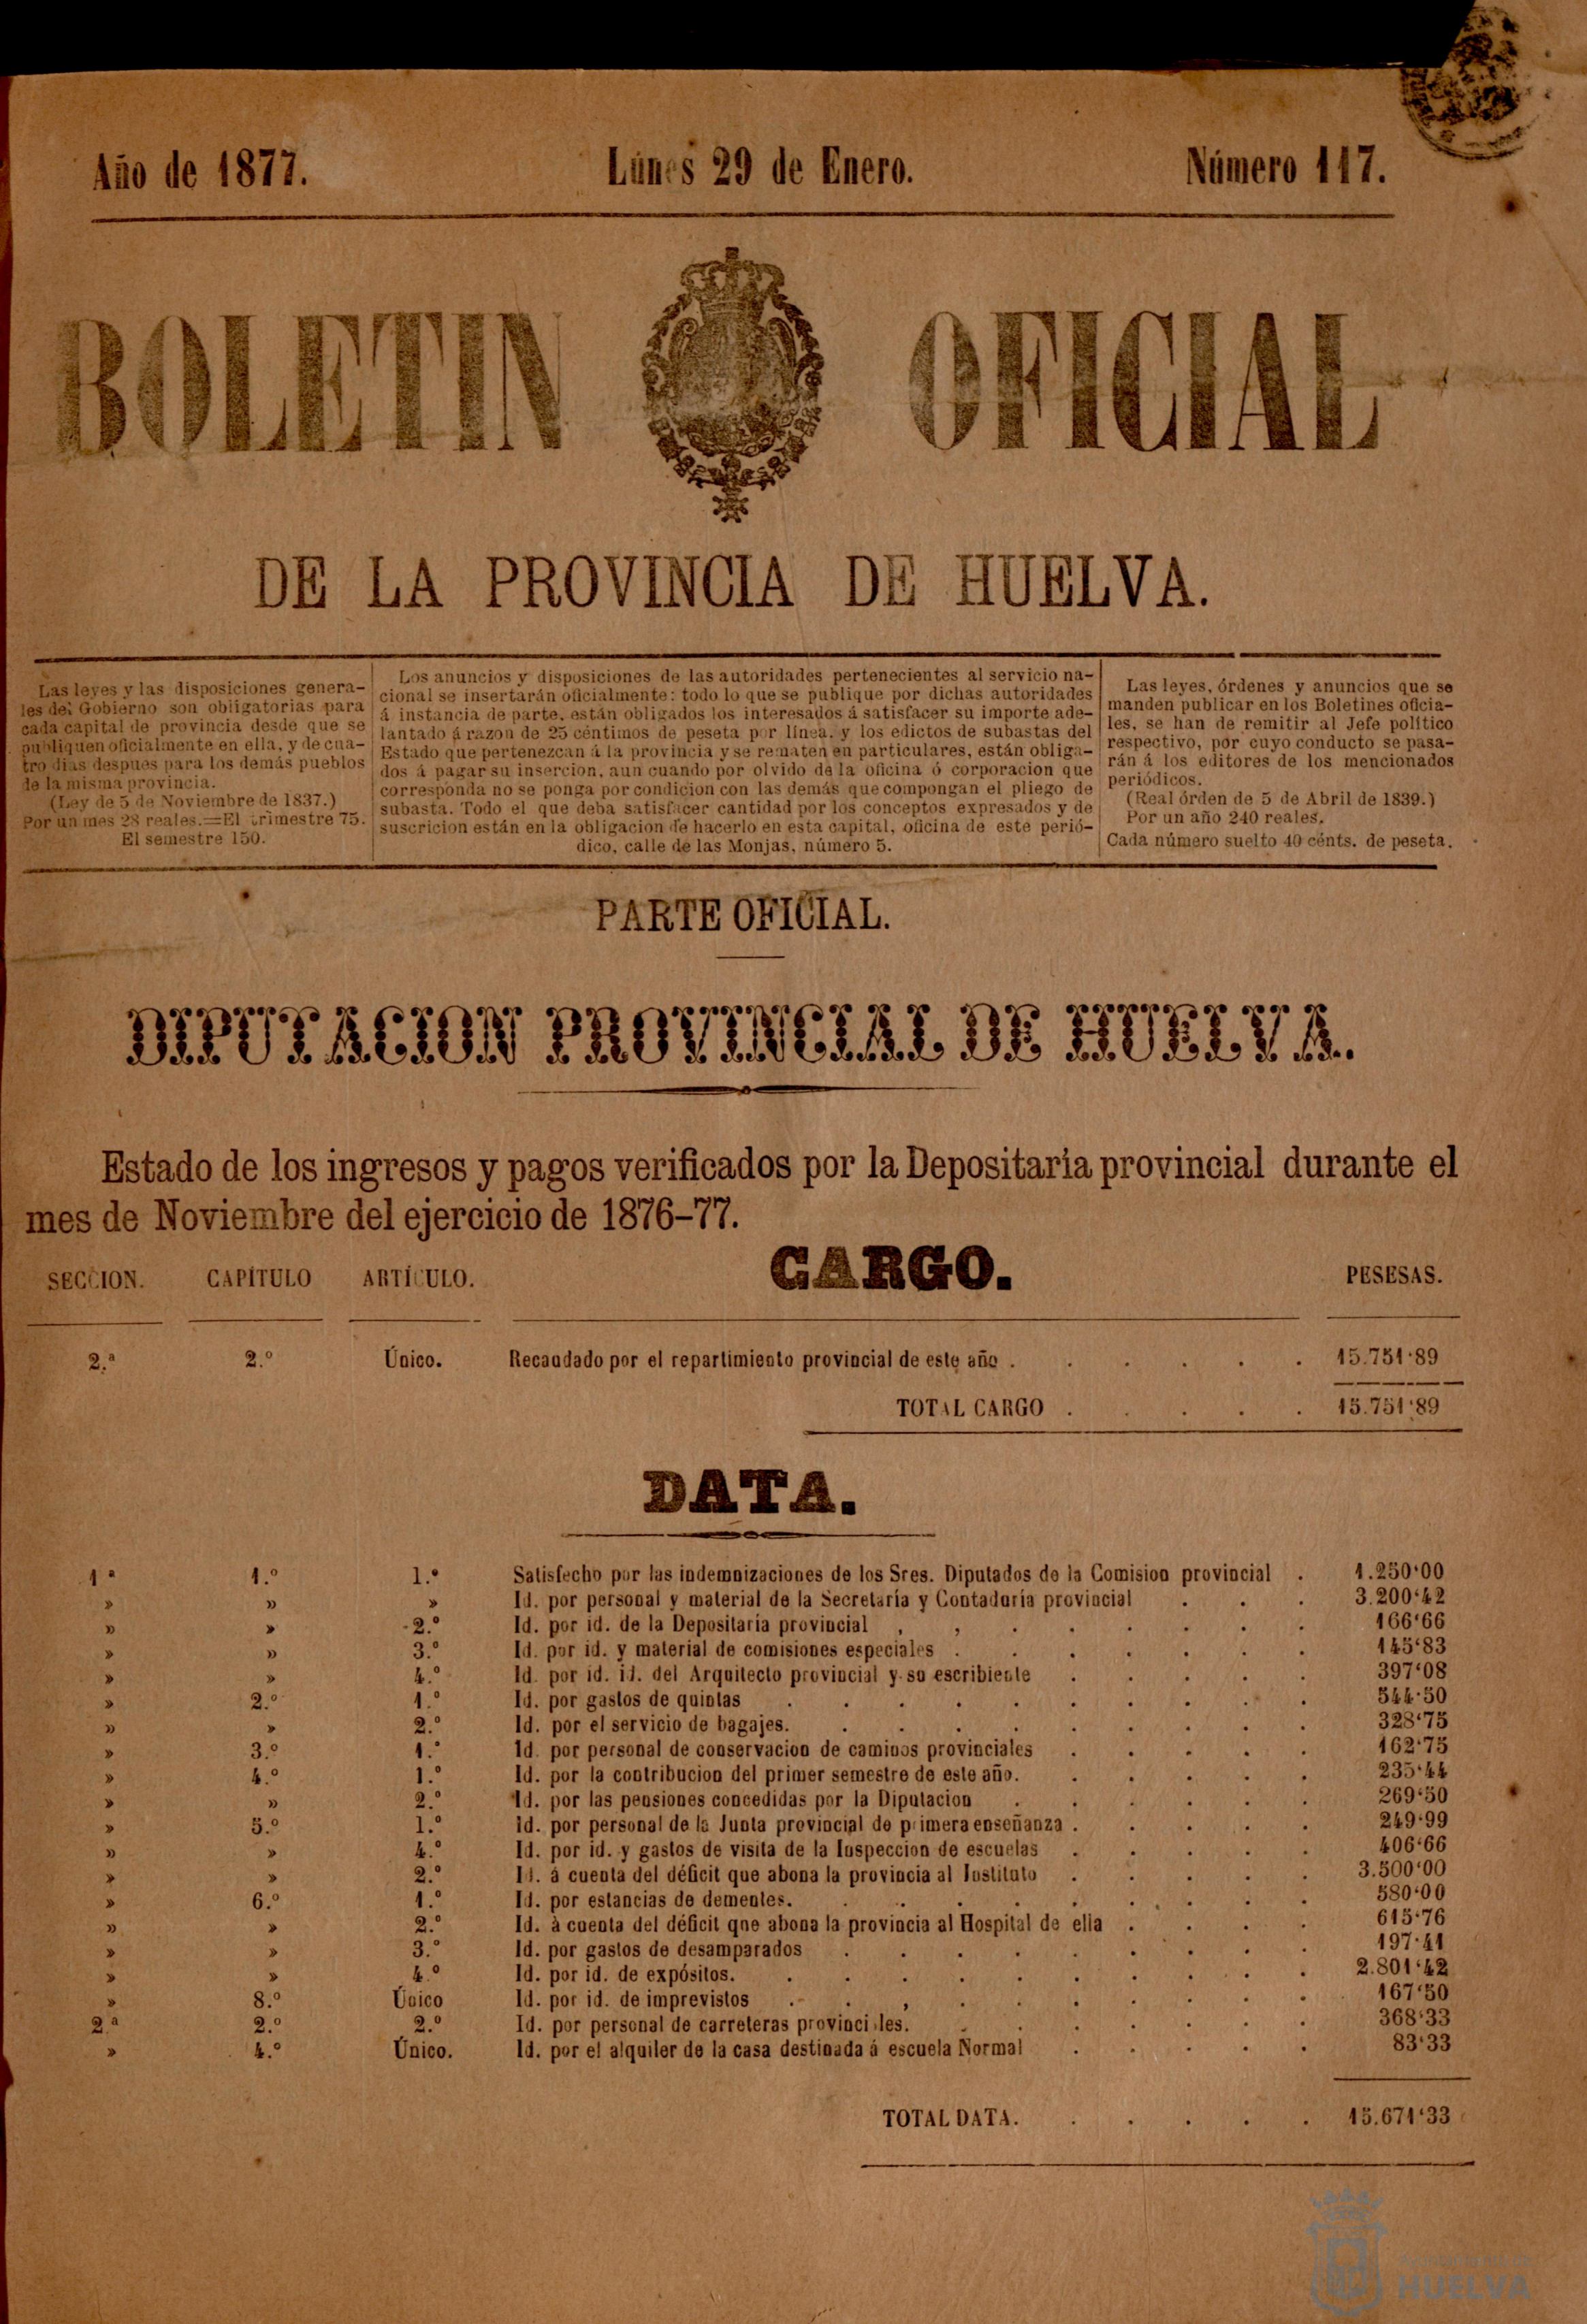 Año de 1877.
Lúnes 29 de Enero.
Número 117.
BOLETIN OFICIAL
DE LA PROVINCIA DE HUELVA.
Las leyes y las disposiciones genera-
les del Gobierno son obligatorias para
cada capital de provincia desde que se
publiquen oficialmente en ella, y de cua-
tro dias despues para los demás pueblos
de la misma provincia.
(Ley de 5 de Noviembre de 1837.)
Por un mes 28 reales.=El trimestre 75.
El semestre 150.
Los anuncios y disposiciones de las autoridades pertenecientes al servicio na-
cional se insertarán oficialmente: todo lo que se publique por dichas autoridades
á instancia de parte, están obligados los interesados á satisfacer su importe ade-
lantado á razon de 25 céntimos de peseta por línea, y los edictos de subastas del
Estado que pertenezcan á la provincia y se rematen en particulares, están obliga-
dos á pagar su insercion, aun cuando por olvido de la oficina ó corporacion que
corresponda no se ponga por condicion con las demás que compongan el pliego de
subasta. Todo el que deba satisfacer cantidad por los conceptos expresados y de
suscricion están en la obligacion de hacerlo en esta capital, oficina de este perió-
dico, calle de las Monjas, número 5.
Las leyes, órdenes y anuncios que se
manden publicar en los Boletines oficia-
les, se han de remitir al Jefe político
respectivo, por cuyo conducto se pasa-
rán á los editores de los mencionados
periódicos.
(Real órden de 5 de Abril de 1839.)
Por un año 240 reales.
Cada número suelto 40 cénts. de peseta.
PARTE OFICIAL.
DIPUTACION PROVINCIAL DE HUELVA.
Estado de los ingresos y pagos verificados por la Depositaría provincial durante el
mes de Noviembre del ejercicio de 1876-77.
CARGO.
SECCION. CAPÍTULO ARTÍCULO. PESESAS.
2.ª 2.º Único. Recaudado por el repartimiento provincial de este año . . . . . . 15.751'89
TOTAL CARGO . . . . . 15.751'89
DATA.
1ª 1.º 1.º Satisfecho por las indemnizaciones de los Sres. Diputados de la Comision provincial . 1.250'00
» » » Id. por personal y material de la Secretaría y Contaduría provincial . . . 3.200'42
» » 2.º Id. por id. de la Depositaría provincial , , . . . . . . 166'66
» » 3.º Id. por id. y material de comisiones especiales . . . . . . . 145'83
» » 4.º Id. por id. id. del Arquitecto provincial y su escribiente . . . . . 397'08
» 2.º 1.º Id. por gastos de quintas . . . . . . . . . . 544'50
» » 2.º Id. por el servicio de bagajes. . . . . . . . . . 328'75
» 3.º 1.º Id. por personal de conservacion de caminos provinciales . . . . . 162'75
» 4.º 1.º Id. por la contribucion del primer semestre de este año. . . . . . 235'44
» » 2.º Id. por las pensiones concedidas por la Diputacion . . . . . . 269'50
» 5.º 1.º Id. por personal de la Junta provincial de primera enseñanza . . . . . 249'99
» » 4.º Id. por id. y gastos de visita de la Inspeccion de escuelas . . . . . 406'66
» » 2.º Id. á cuenta del déficit que abona la provincia al Instituto . . . . . 3.500'00
» 6.º 1.º Id. por estancias de dementes. . . . . . . . . . 580'00
» » 2.º Id. à cuenta del déficit qne abona la provincia al Hospital de ella . . . . 615'76
» » 3.º Id. por gastos de desamparados . . . . . . . . . 197'41
» » 4.º Id. por id. de expósitos. . . . . . . . . . . 2.801'42
» 8.º Único Id. por id. de imprevistos . . , . . . . . . . 167'50
2.ª 2.º 2.º Id. por personal de carreteras provinciales. . . . . . . . 368'33
» 4.º Único. Id. por el alquiler de la casa destinada á escuela Normal . . . . . 83'33
TOTAL DATA. . . . . . 15.671'33
HUELVA